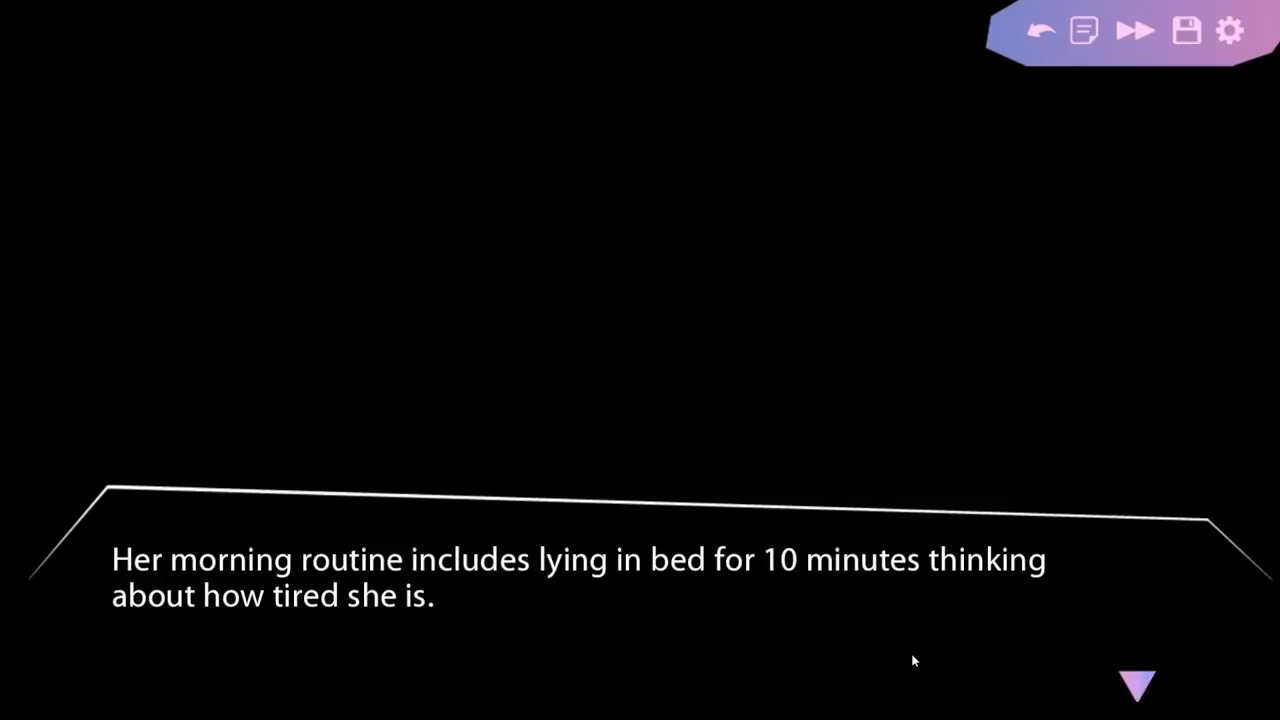 Her morning routine includes lying in bed for 10 minutes thinking
about how tired she is.